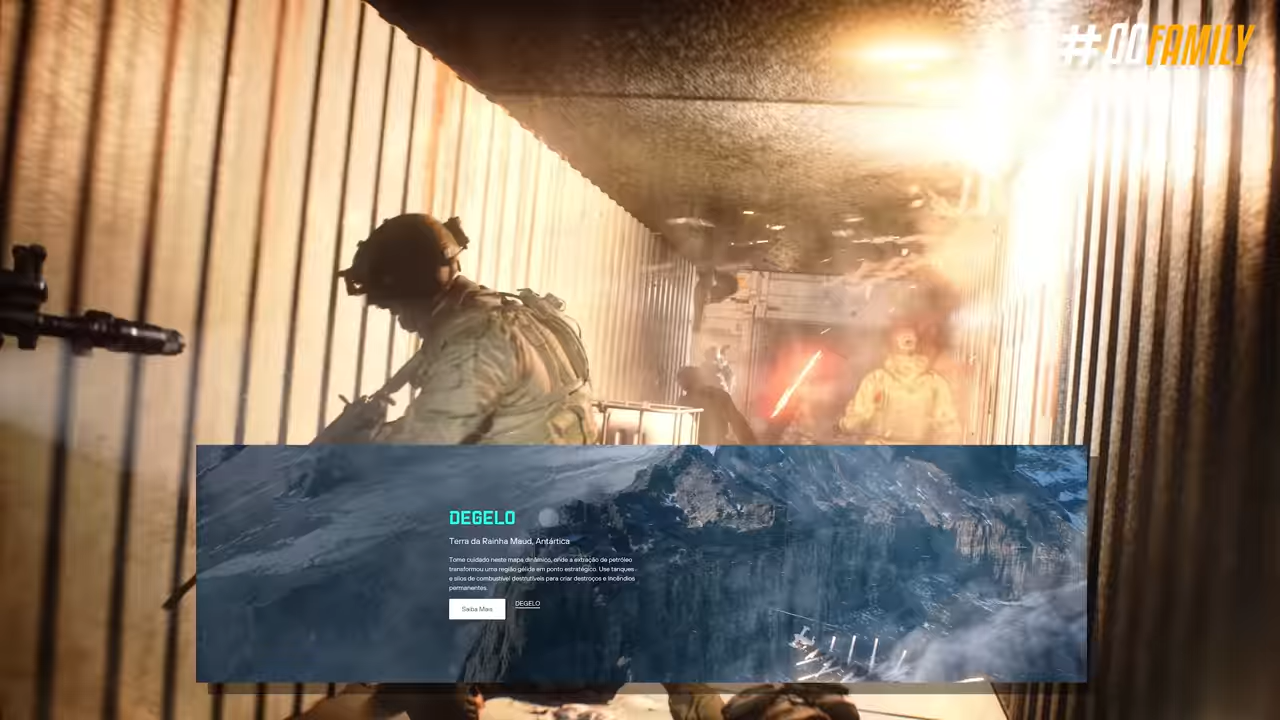 #OCFAMILY
DEGELO
Terra da Rainha Maud, Antártica
Tome cuidado neste mapa dinâmico, onde a extração de petróleo
transformou uma região gélida em ponto estratégico. Use tanques
e silos de combustível destrutíveis para criar destroços e incêndios
permanentes.
Saiba Mais
DEGELO